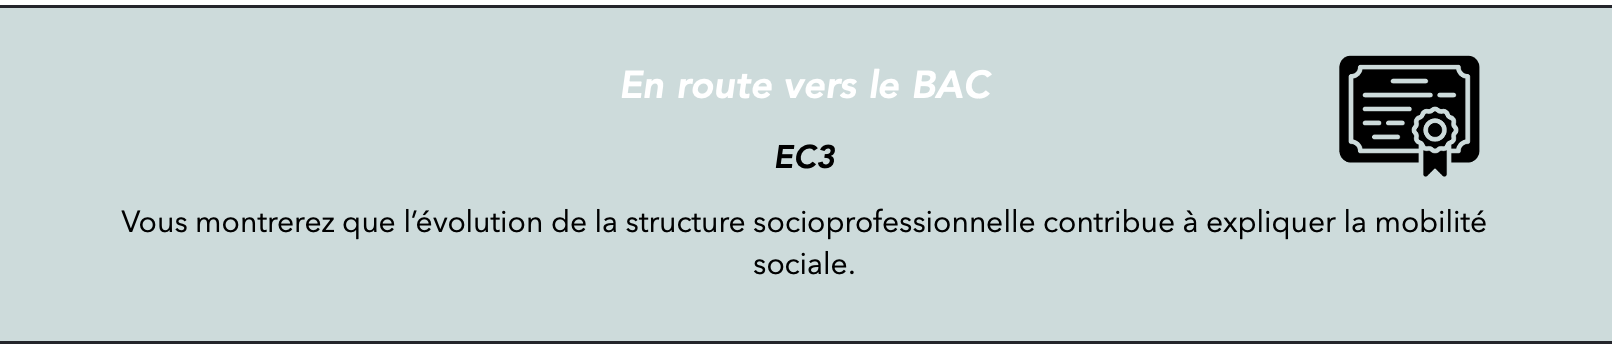 En route vers le BAC
EC3
Vous montrerez que l’évolution de la structure socioprofessionnelle contribue à expliquer la mobilité
sociale.